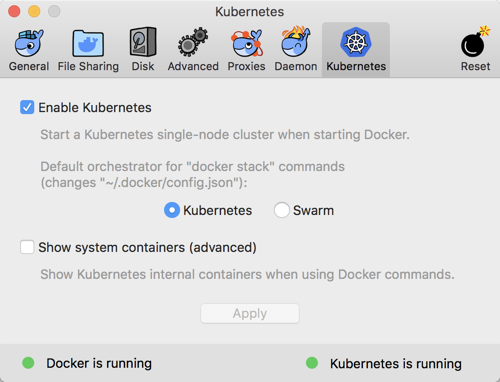 Kubernetes
General File Sharing Disk Advanced Proxies Daemon Kubernetes Reset
Enable Kubernetes
Start a Kubernetes single-node cluster when starting Docker.
Default orchestrator for "docker stack" commands
(changes "~/.docker/config.json"):
Kubernetes Swarm
Show system containers (advanced)
Show Kubernetes internal containers when using Docker commands.
Apply
Docker is running Kubernetes is running